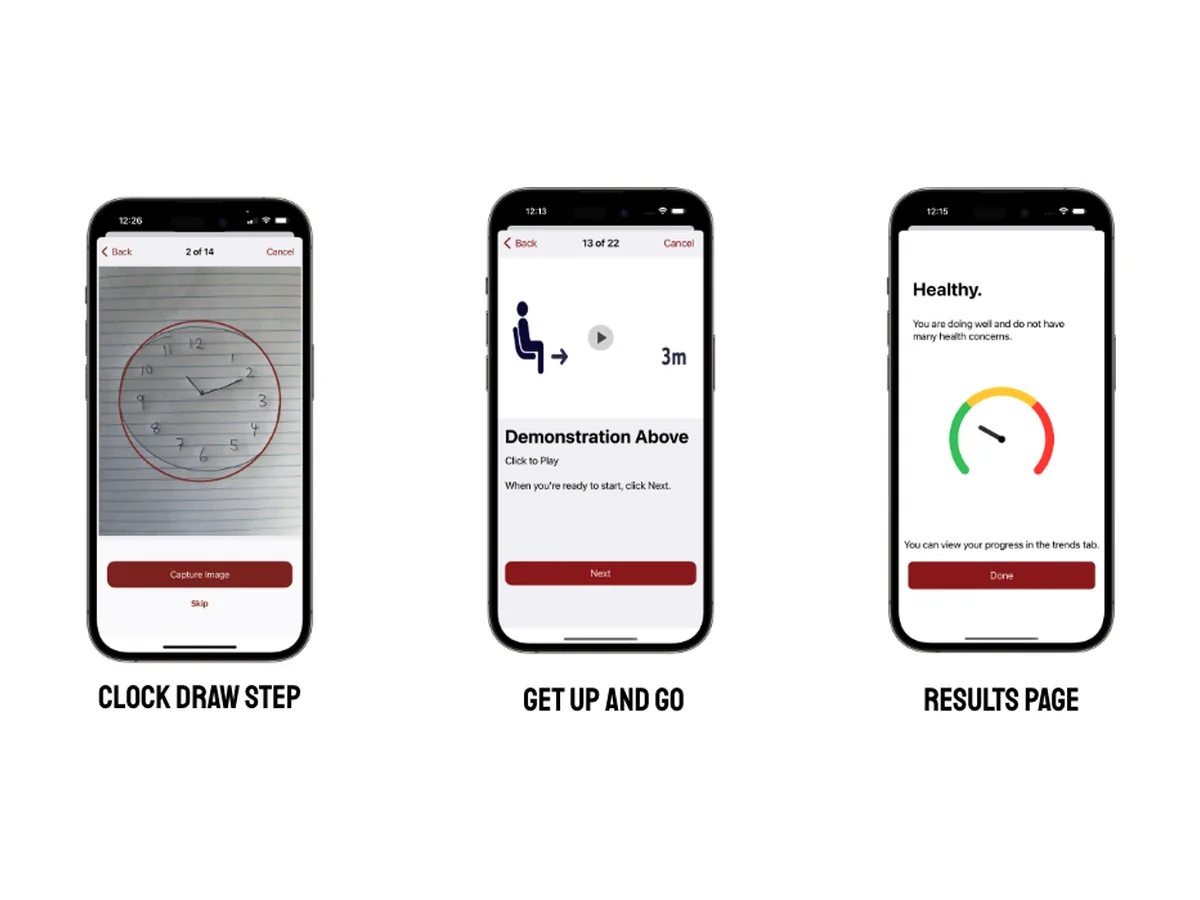 12:26
Back
2 of 14
Cancel
12
11
1
10
2
9
3
8
4
7
5
6
Capture Image
Skip
CLOCK DRAW STEP
12:13
Back
13 of 22
Cancel
3m
Demonstration Above
Click to Play
When you're ready to start, click Next.
Next
GET UP AND GO
12:15
Healthy.
You are doing well and do not have
many health concerns.
You can view your progress in the trends tab.
Done
RESULTS PAGE